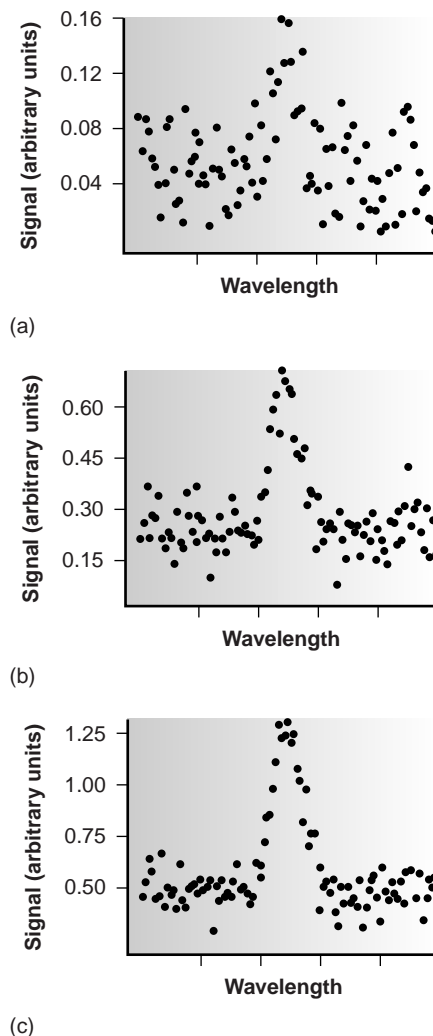 Signal (arbitrary units)
0.16
0.12
0.08
0.04
Wavelength
(a)
Signal (arbitrary units)
0.60
0.45
0.30
0.15
Wavelength
(b)
Signal (arbitrary units)
1.25
1.00
0.75
0.50
Wavelength
(c)